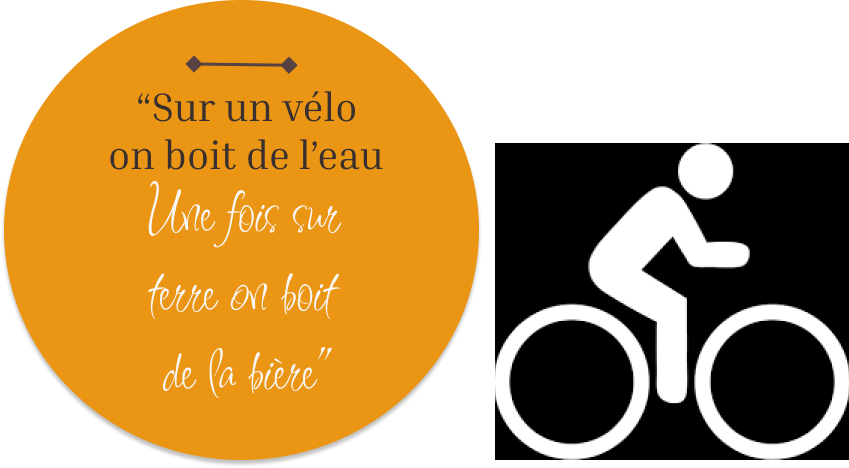 “Sur un vélo
on boit de l’eau
Une fois sur
terre on boit
de la bière”